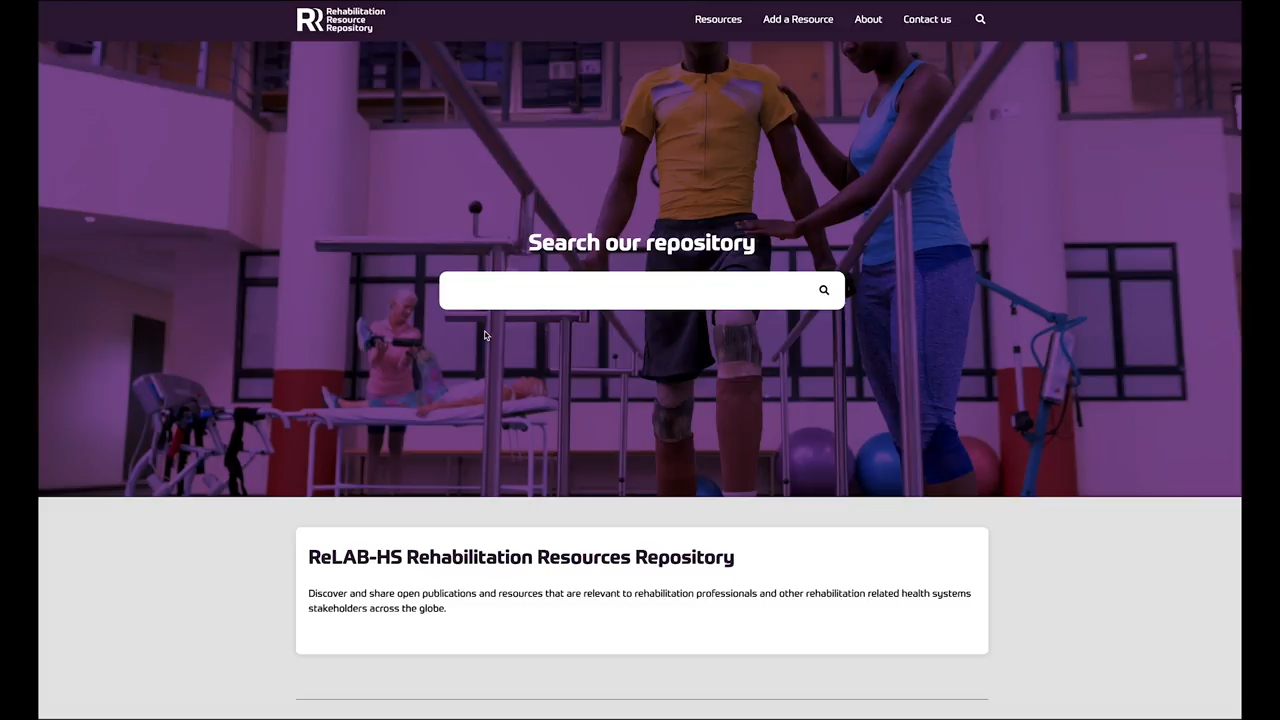 Rehabilitation
Resource
Repository
Resources Add a Resource About Contact us
Search our repository
ReLAB-HS Rehabilitation Resources Repository
Discover and share open publications and resources that are relevant to rehabilitation professionals and other rehabilitation related health systems
stakeholders across the globe.